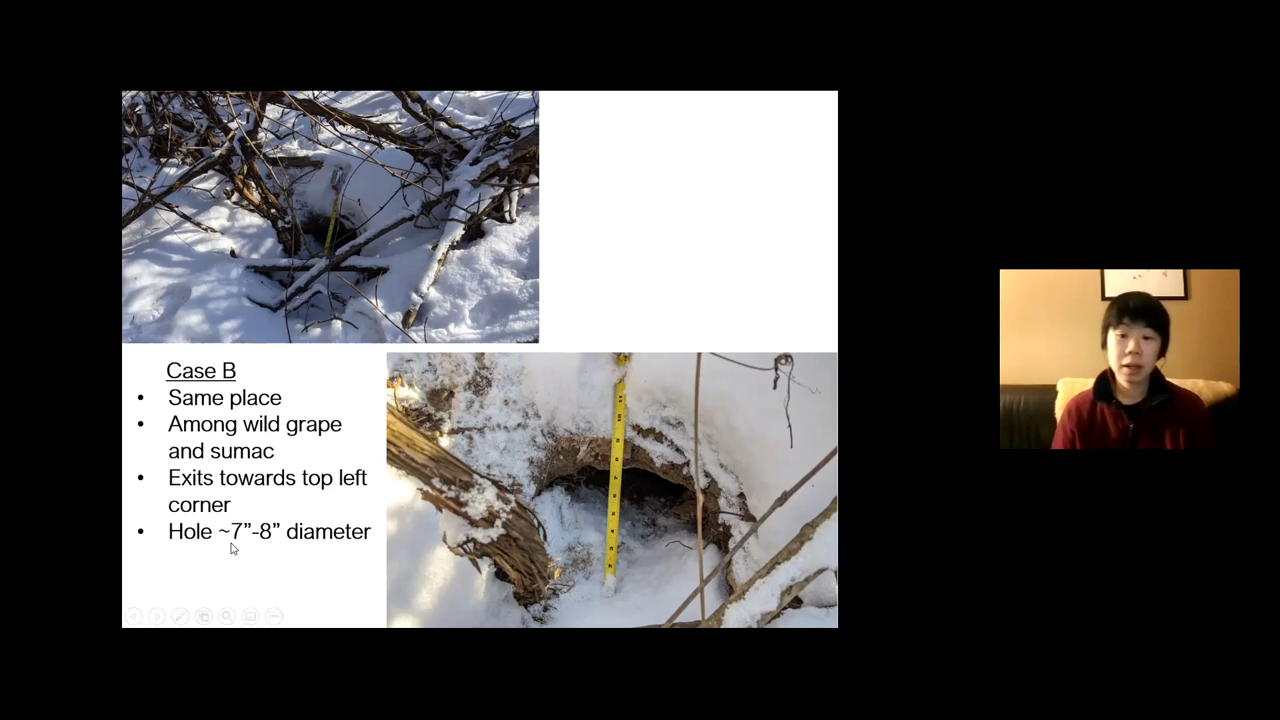 Case B
• Same place
• Among wild grape
and sumac
• Exits towards top left
corner
• Hole ~7”-8” diameter